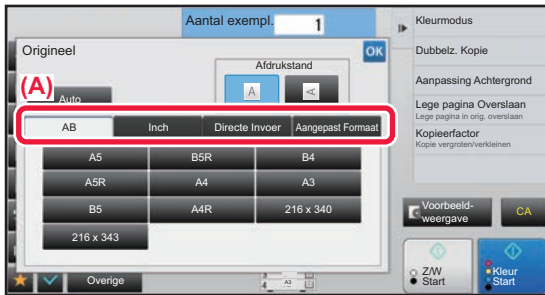 Aantal exempl. 1
Origineel
OK
Afdrukstand
A
A
(A)
Auto
AB
Inch
Directe Invoer
Aangepast Formaat
A5
B5R
B4
A5R
A4
A3
B5
A4R
216 x 340
216 x 343
Overige
A3
4
Kleurmodus
Dubbelz. Kopie
Aanpassing Achtergrond
Lege pagina Overslaan
Lege pagina in orig. overslaan
Kopieerfactor
Kopie vergroten/verkleinen
Voorbeeld-
weergave
CA
Z/W
Start
Kleur
Start